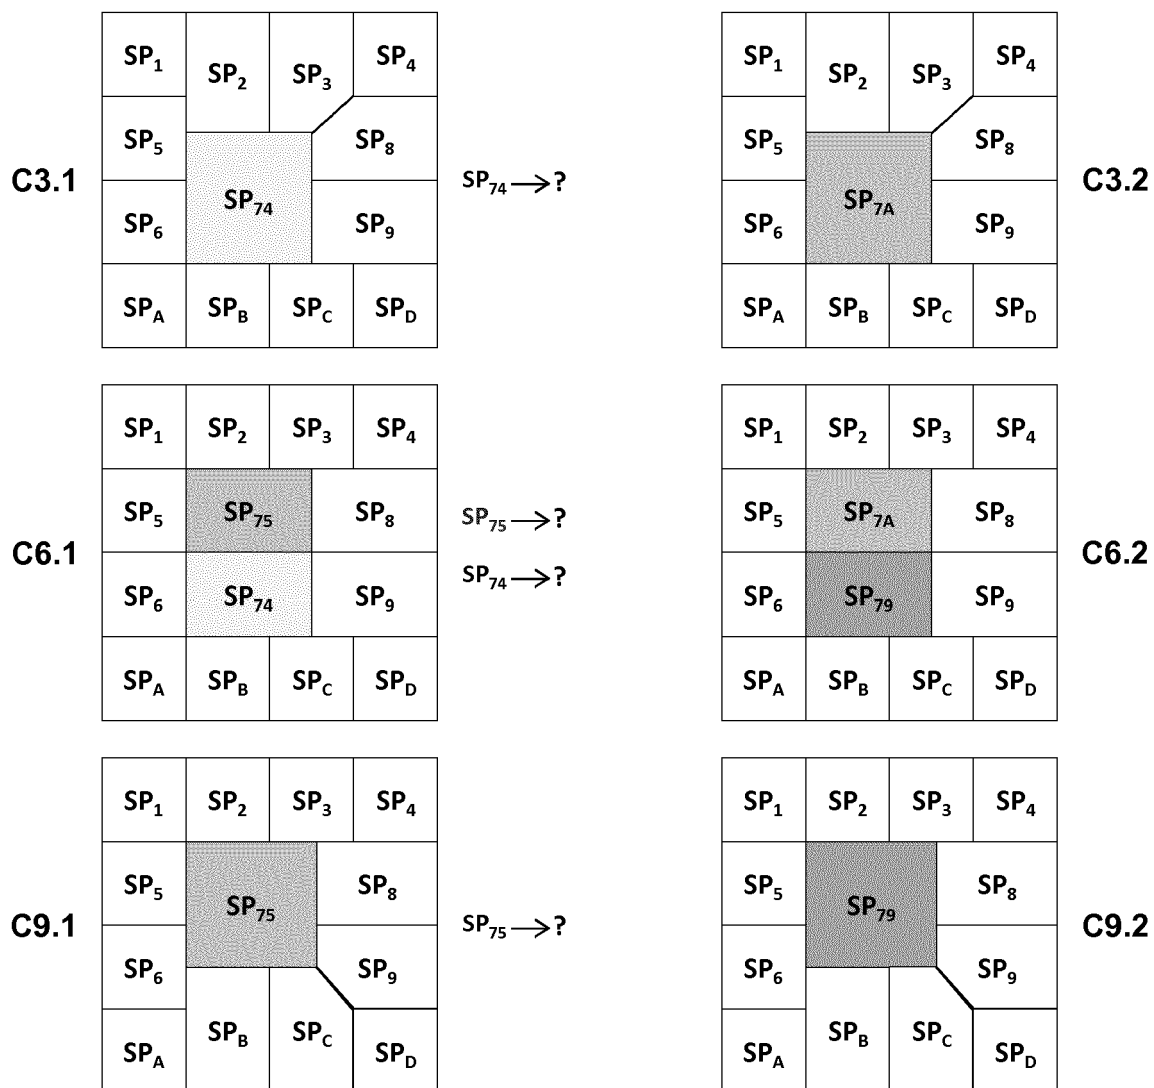 SP1 SP2 SP3 SP4 SP1 SP2 SP3 SP4
SP5 SP8 SP5 SP8
C3.1 SP74 SP74 → ? SP7A C3.2
SP6 SP9 SP6 SP9
SPA SPB SPC SPD SPA SPB SPC SPD
SP1 SP2 SP3 SP4 SP1 SP2 SP3 SP4
SP5 SP75 SP8 SP75 → ? SP5 SP7A SP8
C6.1 C6.2
SP6 SP74 SP9 SP74 → ? SP6 SP79 SP9
SPA SPB SPC SPD SPA SPB SPC SPD
SP1 SP2 SP3 SP4 SP1 SP2 SP3 SP4
SP5 SP8 SP5 SP8
C9.1 SP75 SP75 → ? SP79 C9.2
SP6 SP9 SP6 SP9
SPA SPB SPC SPD SPA SPB SPC SPD